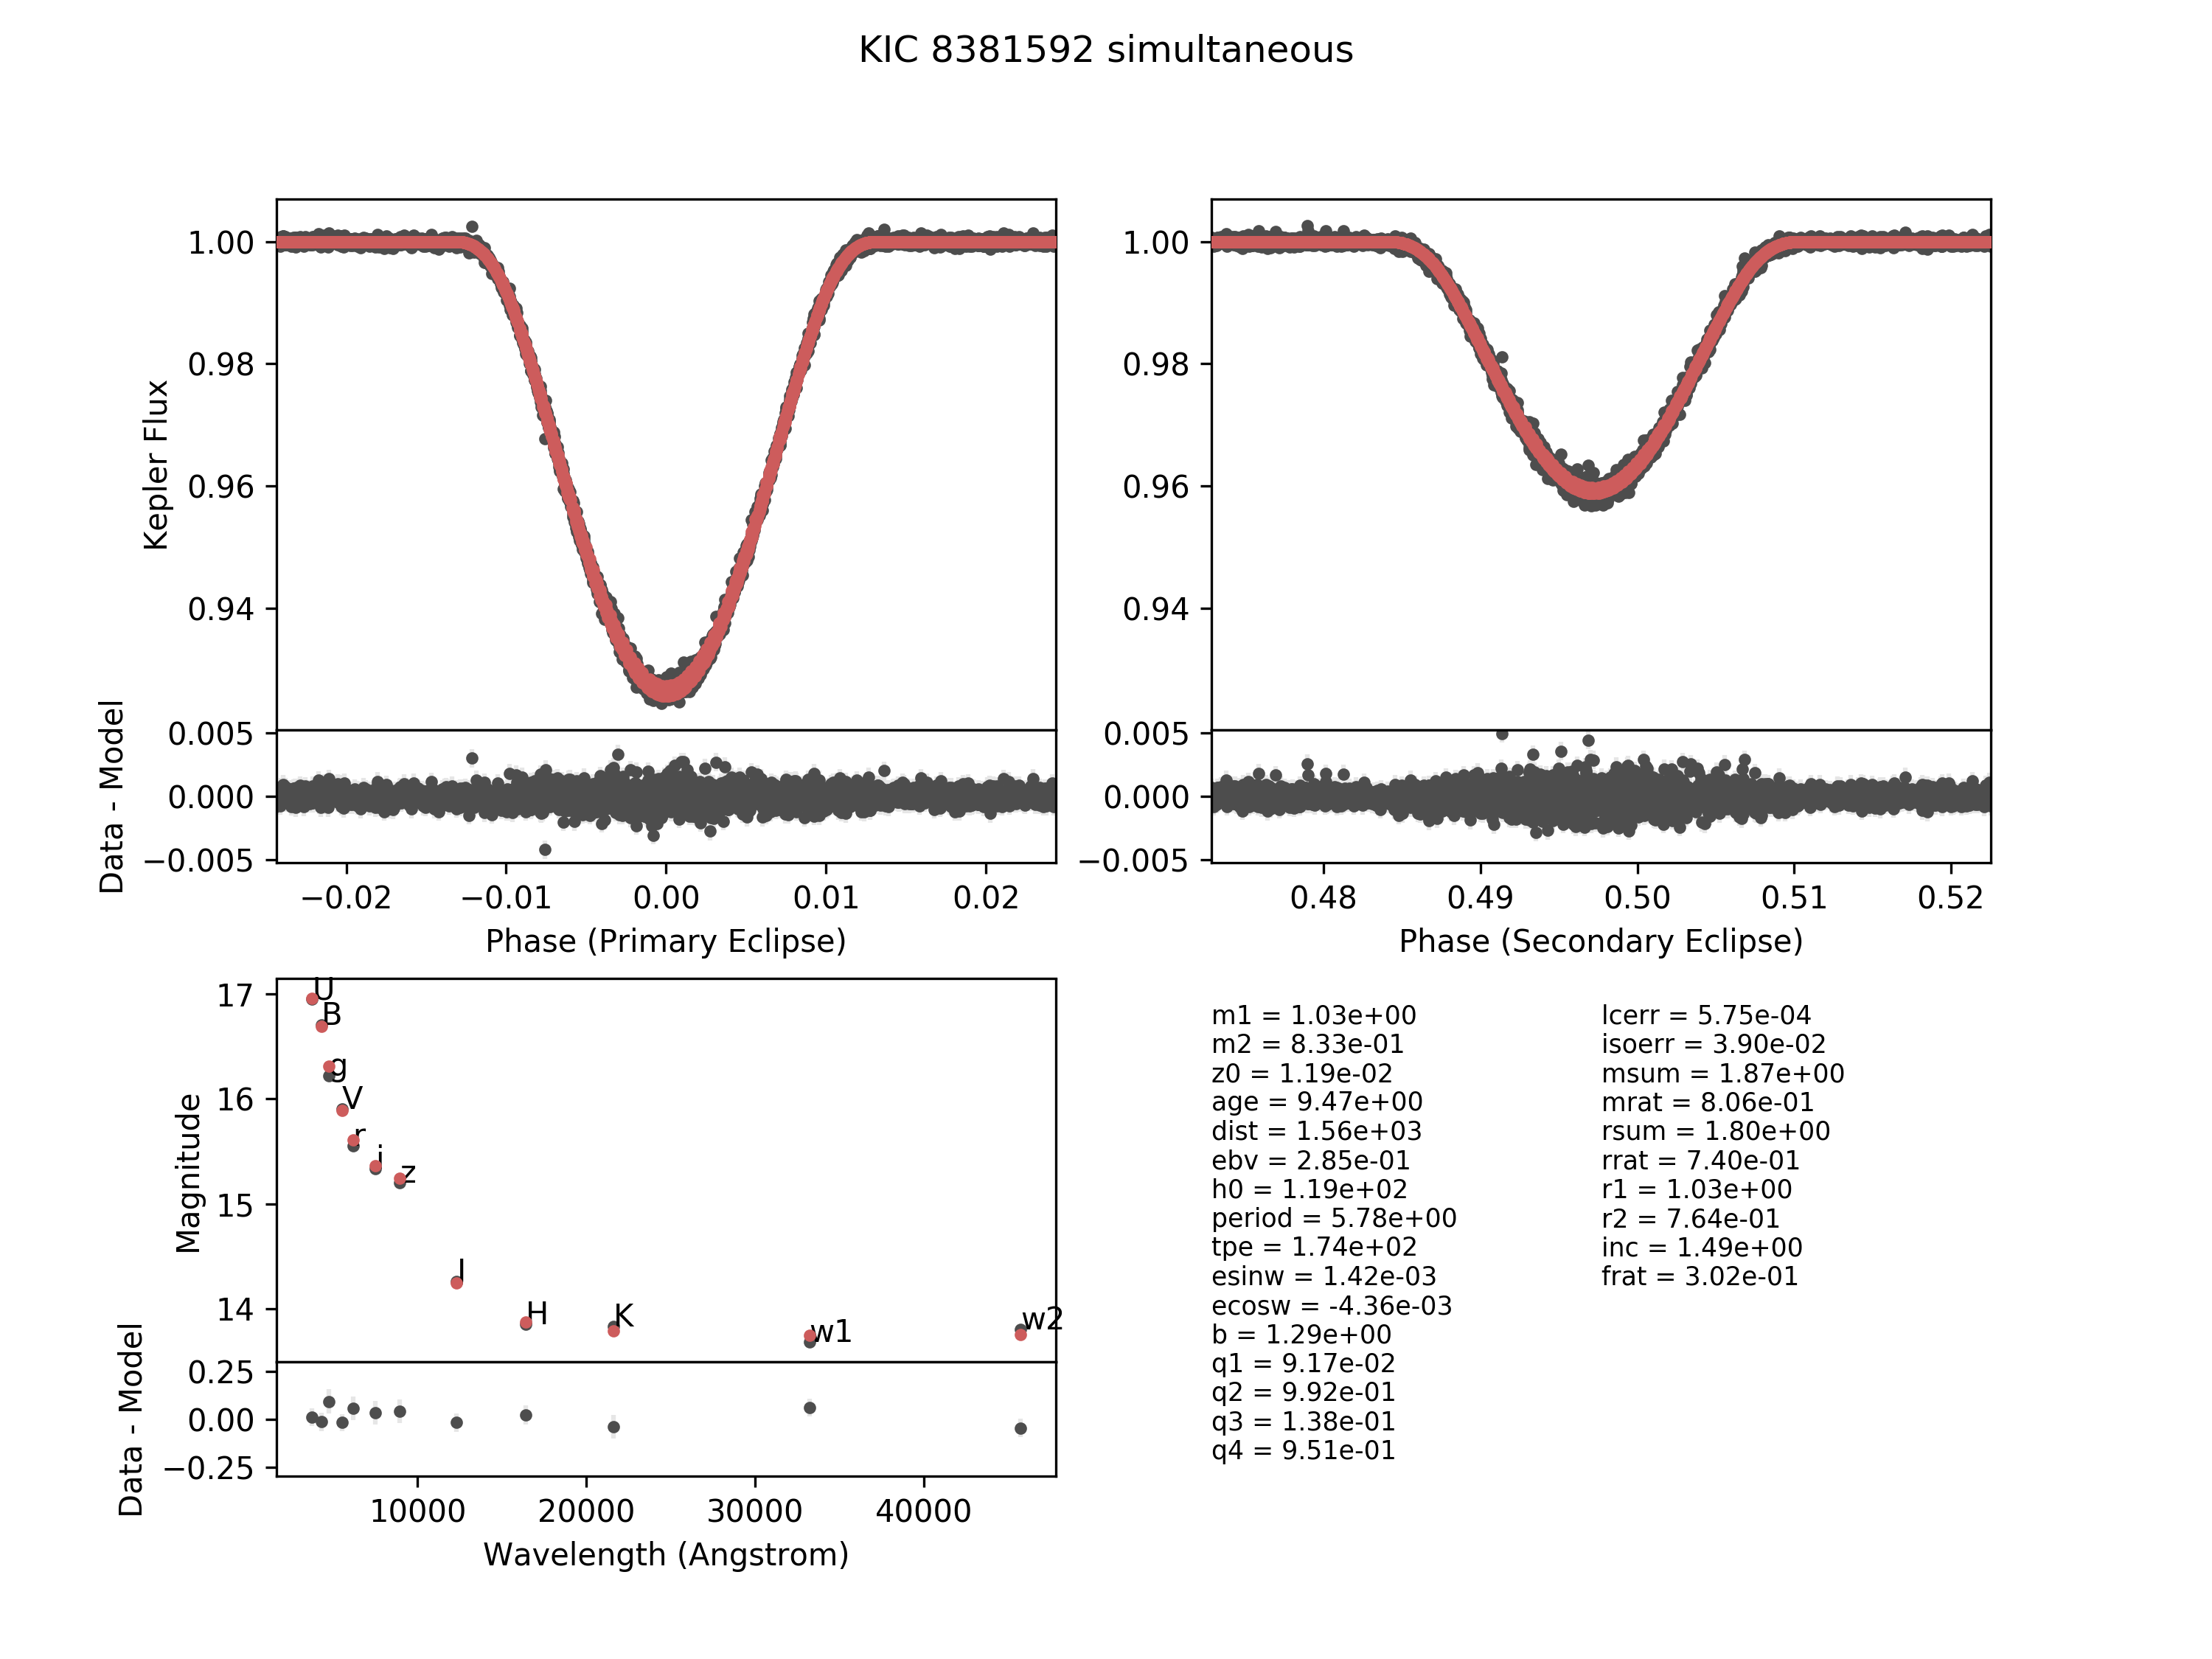 KIC 8381592 simultaneous
Kepler Flux
1.00
0.98
0.96
0.94
1.00
0.98
0.96
0.94
Data - Model
0.005
0.000
−0.005
0.005
0.000
−0.005
−0.02 −0.01 0.00 0.01 0.02
Phase (Primary Eclipse)
0.48 0.49 0.50 0.51 0.52
Phase (Secondary Eclipse)
Magnitude
17
16
15
14
U
B
g
V
r
i
z
J
H
K
w1
w2
Data - Model
0.25
0.00
−0.25
10000 20000 30000 40000
Wavelength (Angstrom)
m1 = 1.03e+00
m2 = 8.33e-01
z0 = 1.19e-02
age = 9.47e+00
dist = 1.56e+03
ebv = 2.85e-01
h0 = 1.19e+02
period = 5.78e+00
tpe = 1.74e+02
esinw = 1.42e-03
ecosw = -4.36e-03
b = 1.29e+00
q1 = 9.17e-02
q2 = 9.92e-01
q3 = 1.38e-01
q4 = 9.51e-01
lcerr = 5.75e-04
isoerr = 3.90e-02
msum = 1.87e+00
mrat = 8.06e-01
rsum = 1.80e+00
rrat = 7.40e-01
r1 = 1.03e+00
r2 = 7.64e-01
inc = 1.49e+00
frat = 3.02e-01